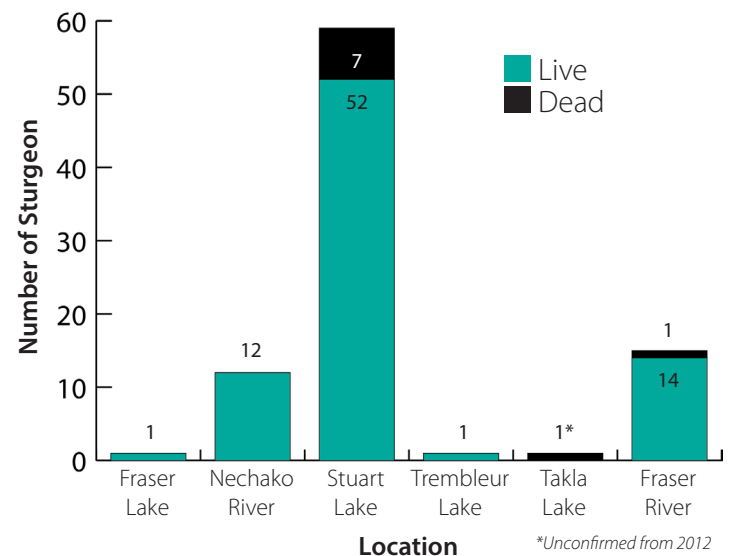 Number of Sturgeon
60
50
40
30
20
10
0
Live
Dead
1
12
7
52
1
1*
1
14
Fraser Lake
Nechako River
Stuart Lake
Trembleur Lake
Takla Lake
Fraser River
Location
*Unconfirmed from 2012